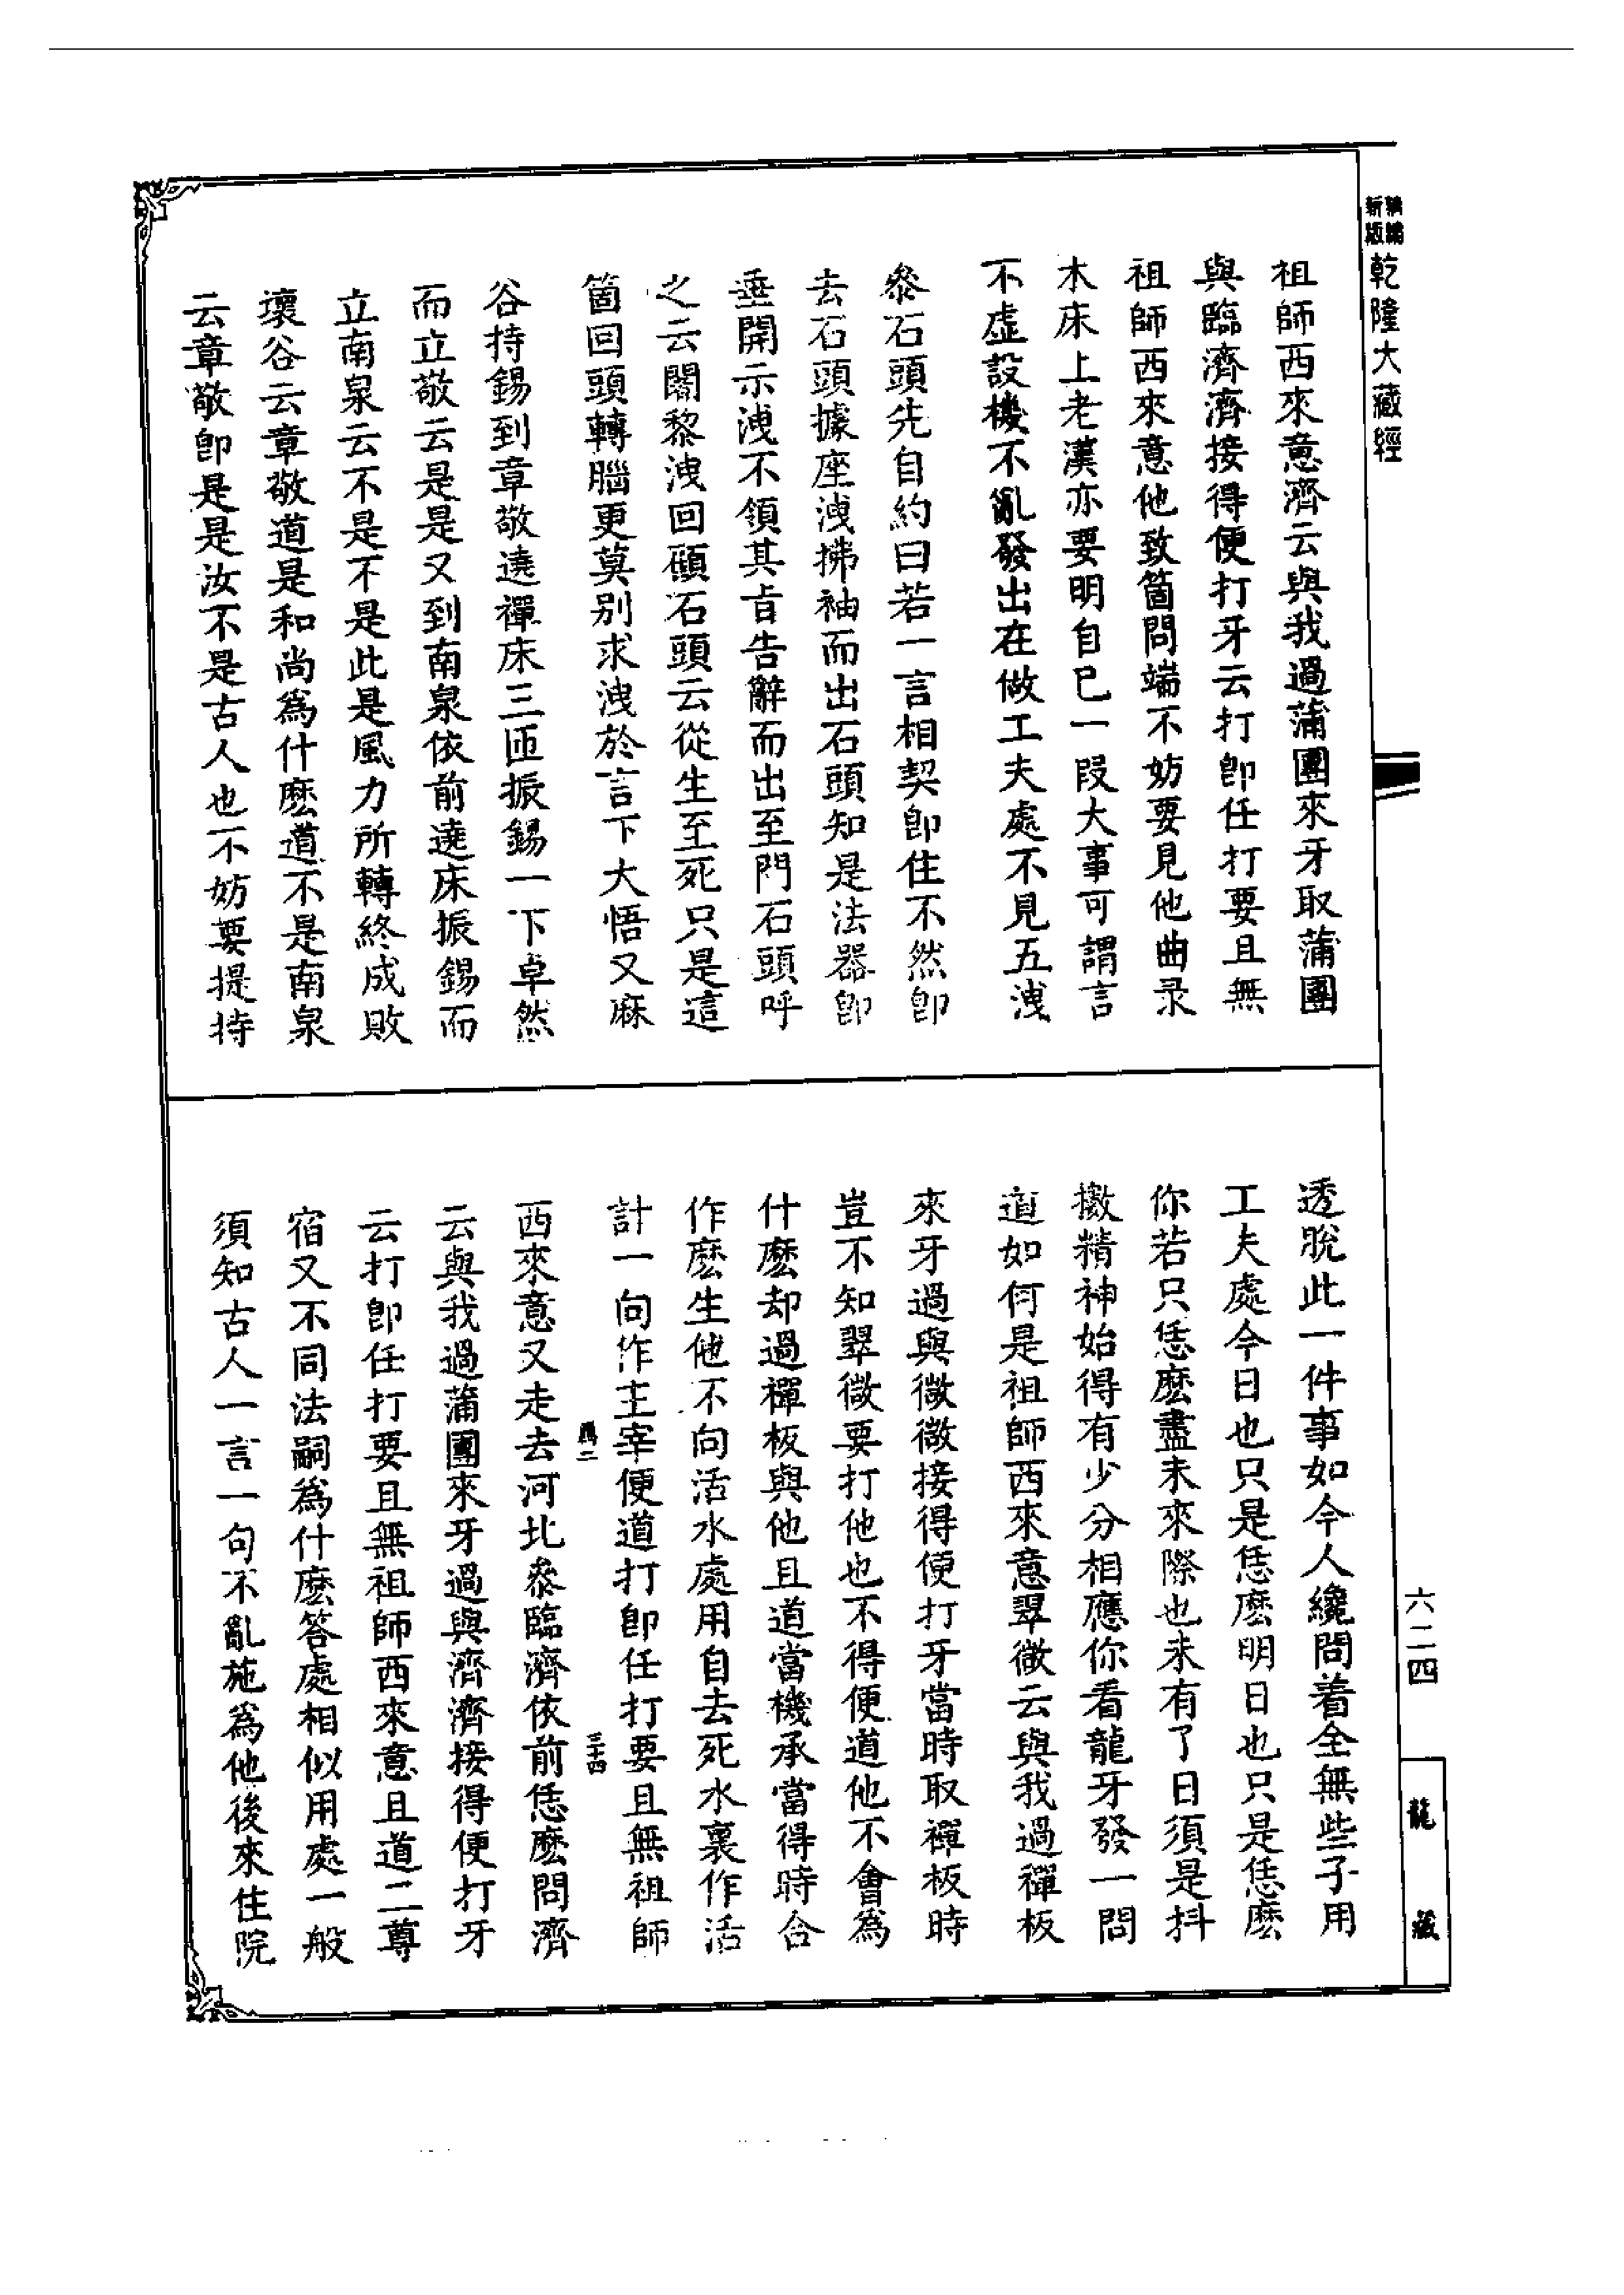 新編
新版
乾隆大藏經
祖師西來意濟云與我過蒲團來牙取蒲團
與臨濟濟接得便打牙云打即任打要且無
祖師西來意他致箇問端不妨要見他曲录
木床上老漢亦要明自己一段大事可謂言
不虛設機不亂發出在做工夫處不見五洩
叅石頭先自約曰若一言相契即住不然即
去石頭據座洩拂袖而出石頭知是法器即
垂開示洩不領其旨告辭而出至門石頭呼
之云闍黎洩回顧石頭云從生至死只是這
箇回頭轉腦更莫別求洩於言下大悟又麻
谷持錫到章敬遶禪床三匝振錫一下卓然
而立敬云是是又到南泉依前遶床振錫而
立南泉云不是不是此是風力所轉終成敗
壞谷云章敬道是和尚為什麽道不是南泉
云章敬即是是汝不是古人也不妨要提持
透脫此一件事如今人纔問着全無些子用
工夫處今日也只是恁麽明日也只是恁麽
你若只恁麽盡未來際也未有了日須是抖
擻精神始得有少分相應你看龍牙發一問
道如何是祖師西來意翠微云與我過禪板
來牙過與微微接得便打牙當時取禪板時
豈不知翠微要打他也不得便道他不會為
什麽却過禪板與他且道當機承當得時合
作麽生他不向活水處用自去死水裏作活
計一向作主宰便道打即任打要且無祖師
西來意又走去河北叅臨濟依前恁麽問濟
云與我過蒲團來牙過與濟濟接得便打牙
云打即任打要且無祖師西來意且道二尊
宿又不同法嗣為什麽答處相似用處一般
須知古人一言一句不亂施為他後來住院
三十四
六二四
龍藏